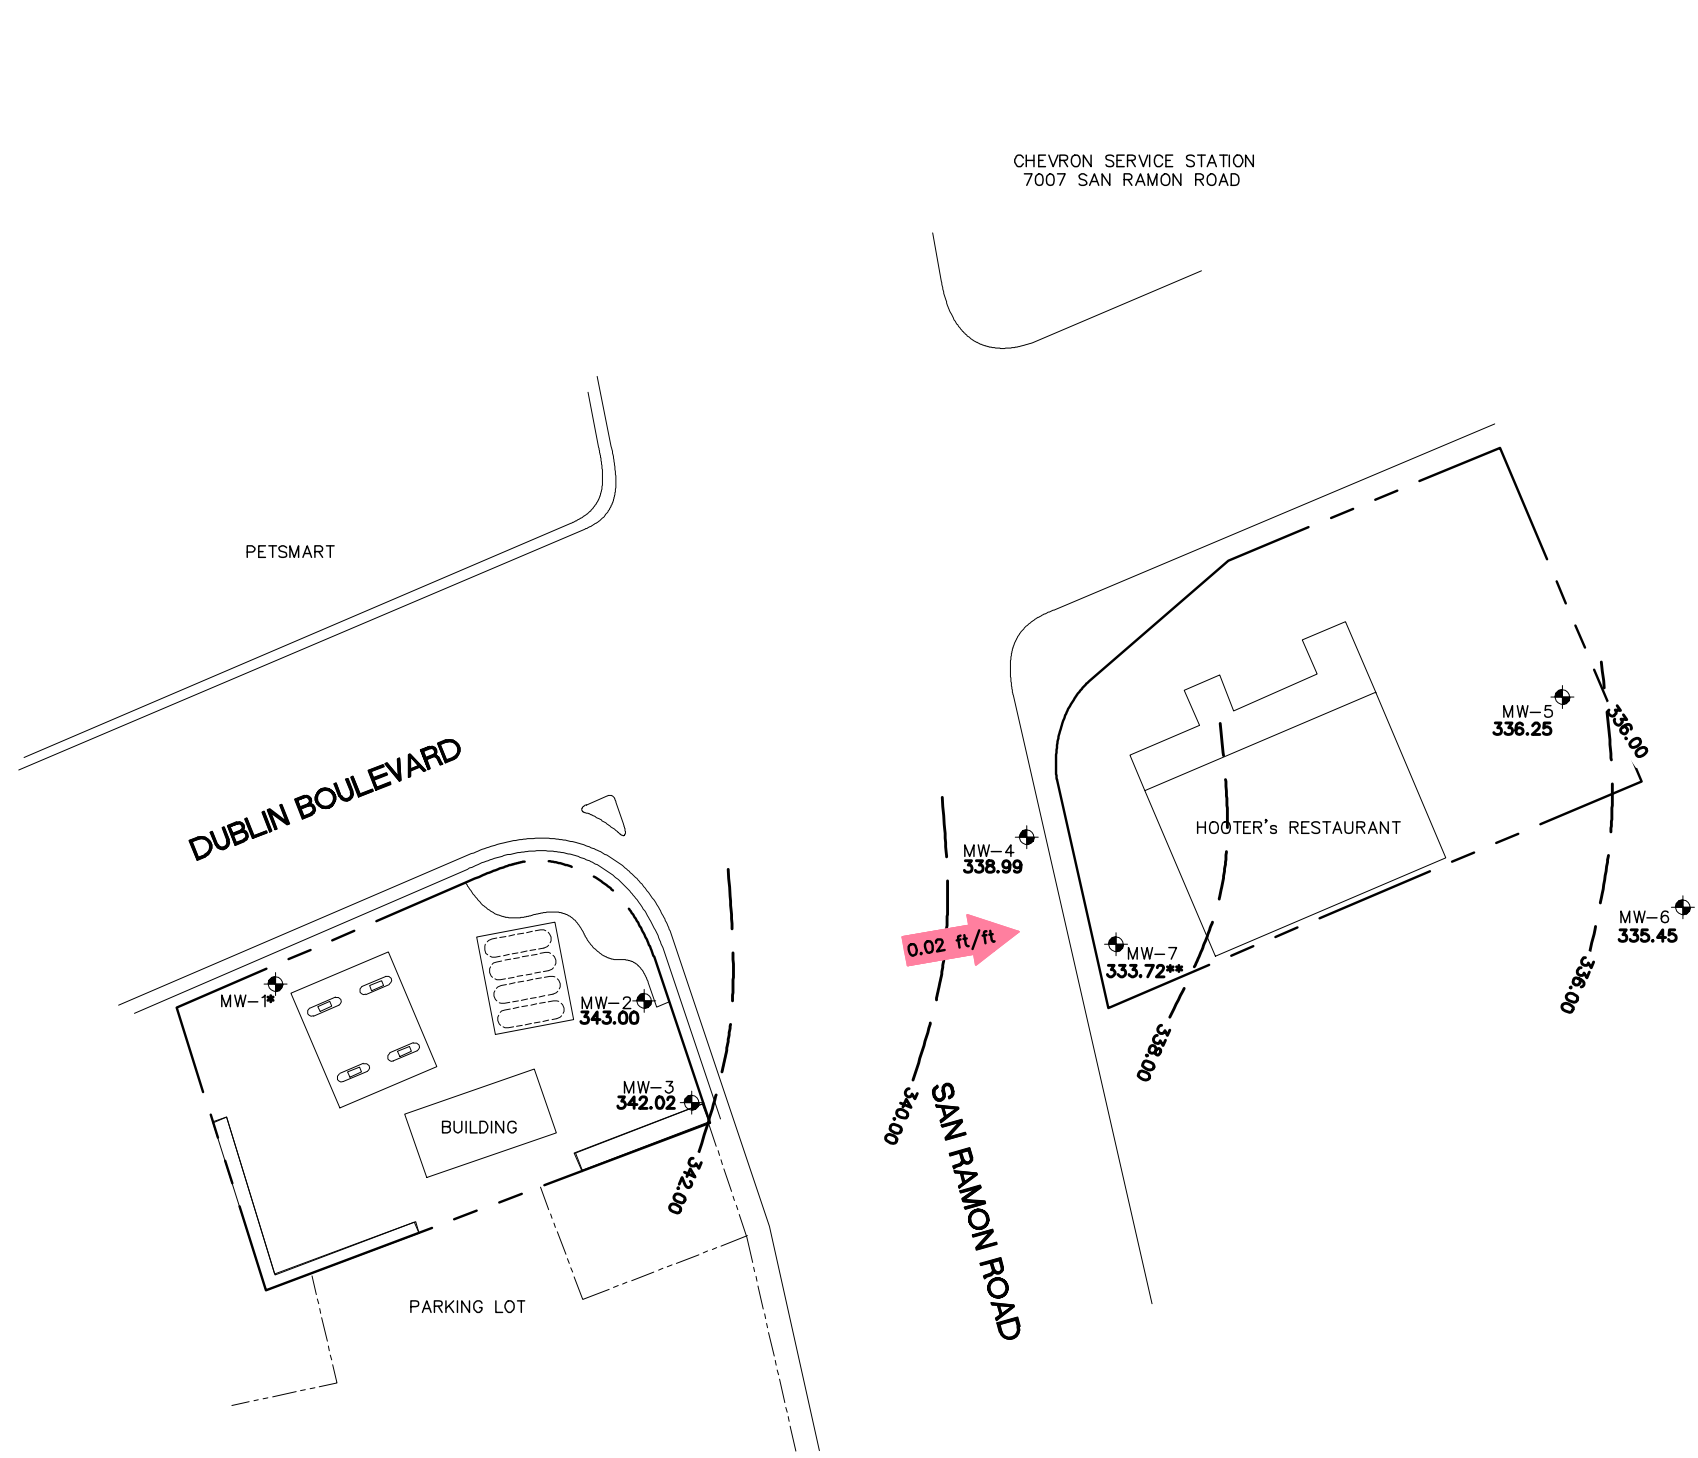 CHEVRON SERVICE STATION
7007 SAN RAMON ROAD
PETSMART
DUBLIN BOULEVARD
MW-5
336.25
336.00
HOOTER's RESTAURANT
MW-4
338.99
MW-6
335.45
0.02 ft/ft
MW-7
333.72**
MW-1*
MW-2
343.00
336.00
338.00
MW-3
342.02
340.00
BUILDING
342.00
SAN RAMON ROAD
PARKING LOT